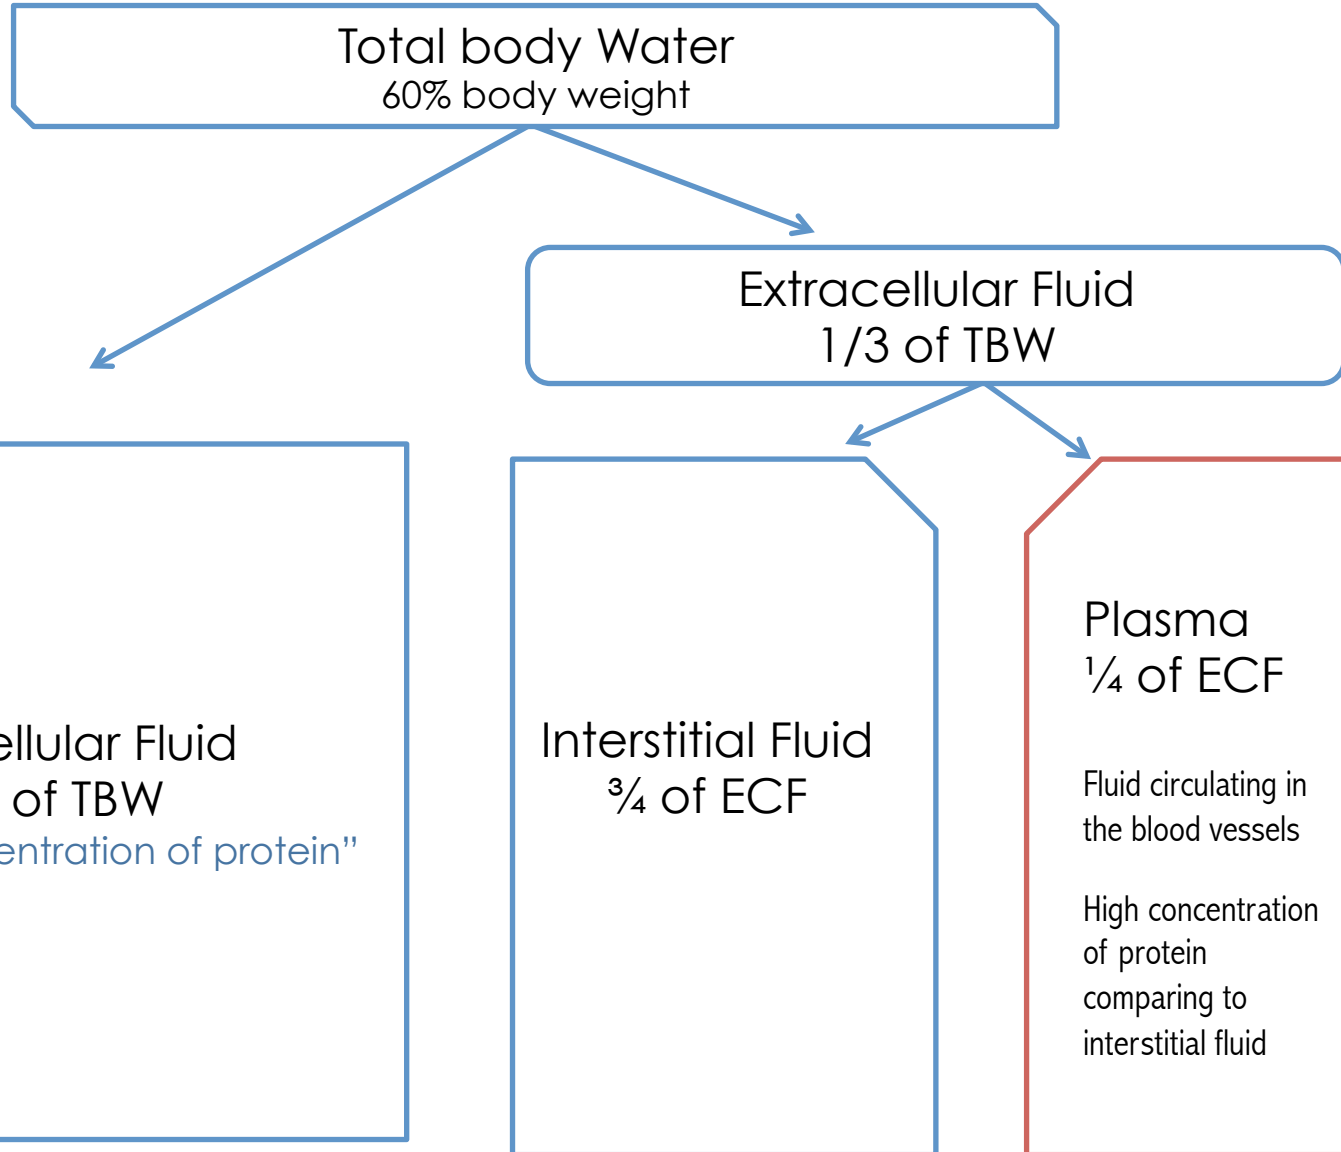 Total body Water
60% body weight
Extracellular Fluid
1/3 of TBW
ellular Fluid
of TBW
entration of protein”
Interstitial Fluid
¾ of ECF
Plasma
¼ of ECF
Fluid circulating in
the blood vessels
High concentration
of protein
comparing to
interstitial fluid